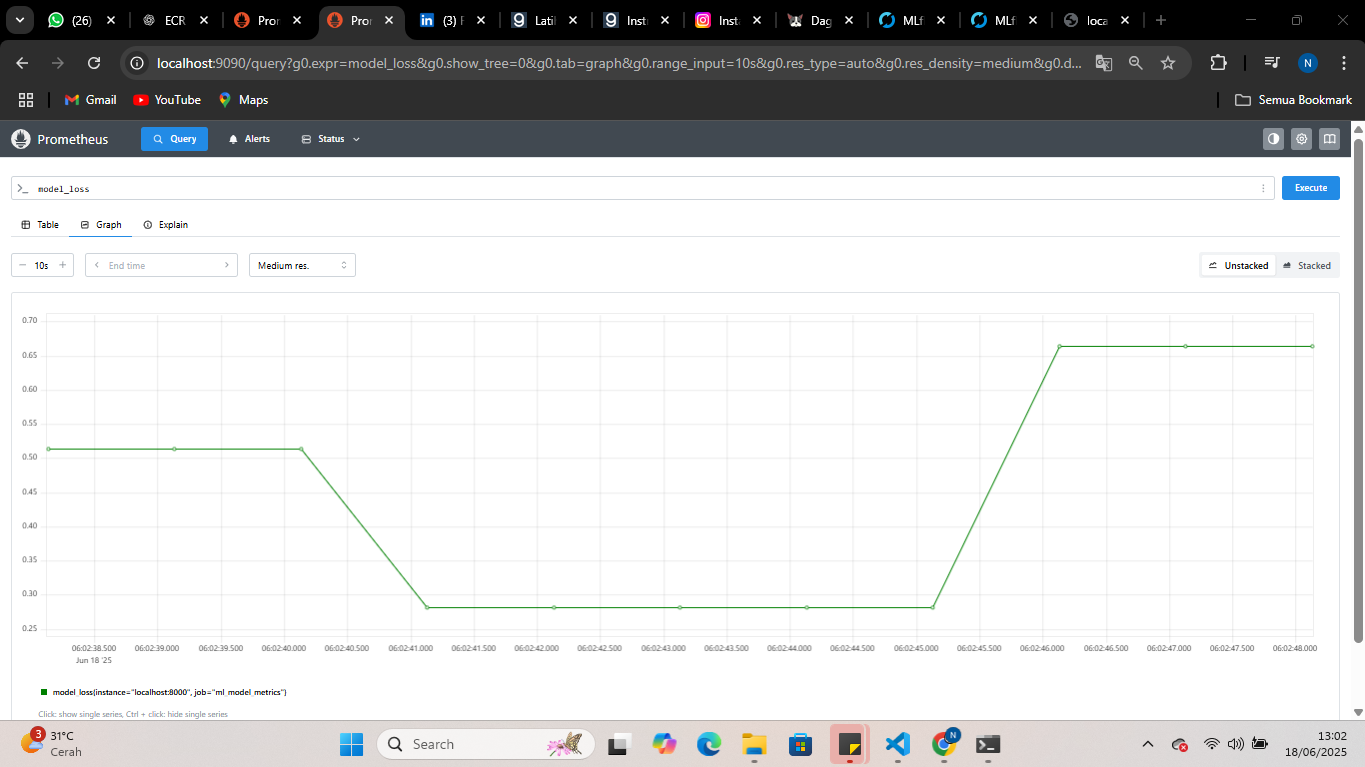 (26)
ECR
Pror
Pror
(3) F
Latil
Inst
Insta
Dag
MLf
MLf
loca
localhost:9090/query?g0.expr=model_loss&g0.show_tree=0&g0.tab=graph&g0.range_input=10s&g0.res_type=auto&g0.res_density=medium&g0.d...
N
Gmail
YouTube
Maps
Semua Bookmark
Prometheus
Query
Alerts
Status
model_loss
Execute
Table
Graph
Explain
10s
End time
Medium res.
Unstacked
Stacked
0.70
0.65
0.60
0.55
0.50
0.45
0.40
0.35
0.30
0.25
06:02:38.500 06:02:39.000 06:02:39.500 06:02:40.000 06:02:40.500 06:02:41.000 06:02:41.500 06:02:42.000 06:02:42.500 06:02:43.000 06:02:43.500 06:02:44.000 06:02:44.500 06:02:45.000 06:02:45.500 06:02:46.000 06:02:46.500 06:02:47.000 06:02:47.500 06:02:48.000
Jun 18 '25
model_loss{instance="localhost:8000", job="ml_model_metrics"}
Click: show single series, Ctrl + click: hide single series
3
31°C
Cerah
Search
N
13:02
18/06/2025